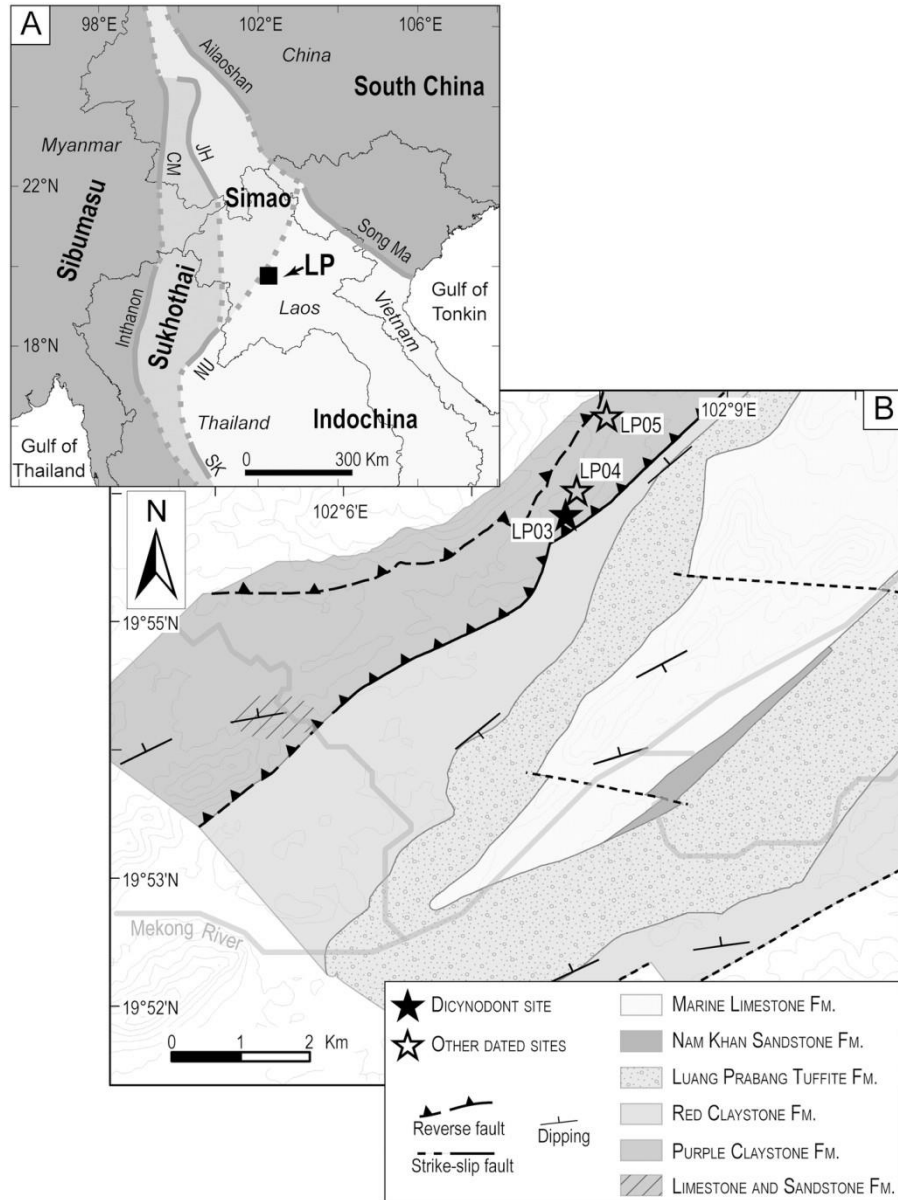 A
98°E
102°E
106°E
China
Ailaoshan
South China
Myanmar
CM
JH
22°N
Simao
Sibumasu
Song Ma
LP
Inthanon
Sukhothai
Laos
Vietnam
Gulf of
Tonkin
18°N
NU
Thailand
Indochina
Gulf of
Thailand
SK
0 300 Km
B
102°9'E
LP05
102°6'E
LP04
N
LP03
19°55'N
19°53'N
Mekong River
19°52'N
0 1 2 Km
DICYNODONT SITE
OTHER DATED SITES
Reverse fault
Dipping
Strike-slip fault
MARINE LIMESTONE FM.
NAM KHAN SANDSTONE FM.
LUANG PRABANG TUFFITE FM.
RED CLAYSTONE FM.
PURPLE CLAYSTONE FM.
LIMESTONE AND SANDSTONE FM.